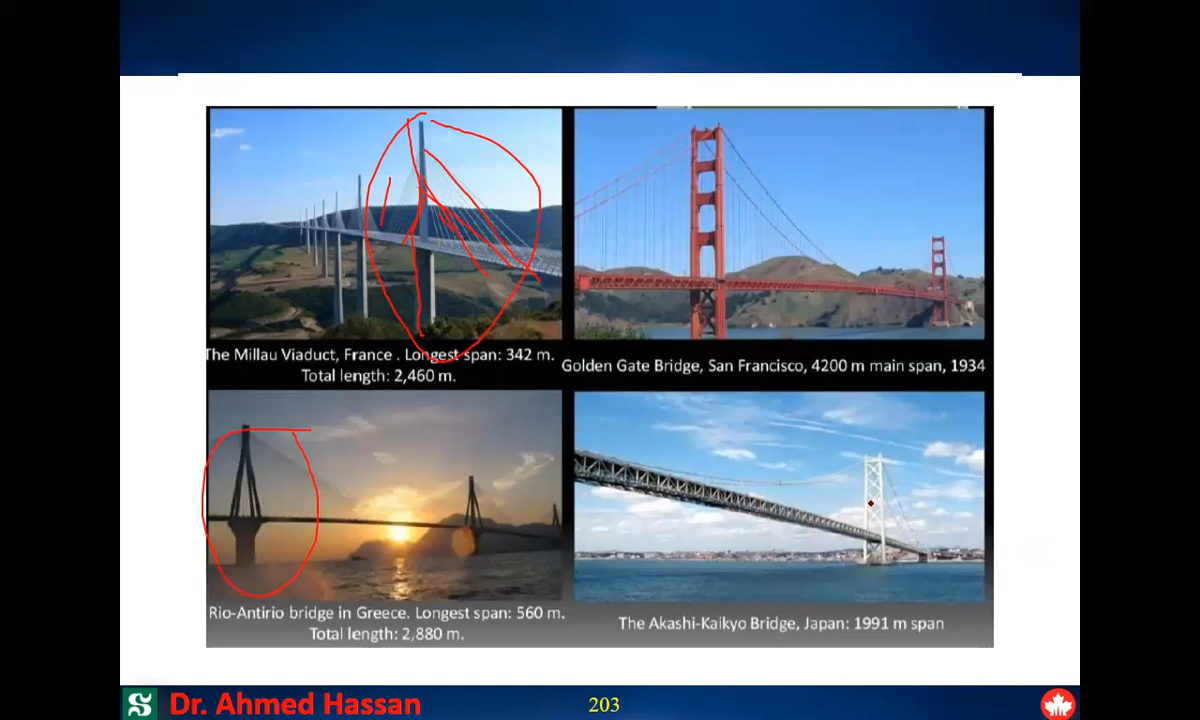 The Millau Viaduct, France . Longest span: 342 m.
Total length: 2,460 m.
Golden Gate Bridge, San Francisco, 4200 m main span, 1934
Rio-Antirio bridge in Greece. Longest span: 560 m.
Total length: 2,880 m.
The Akashi-Kaikyo Bridge, Japan: 1991 m span
Dr. Ahmed Hassan
203